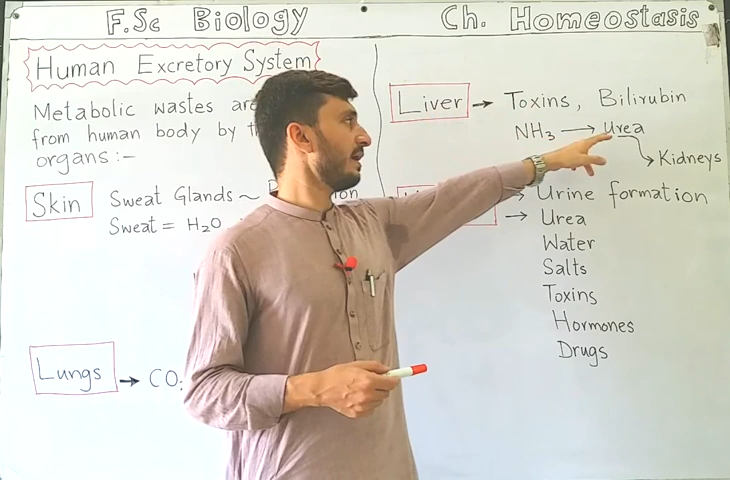 F.Sc Biology
Ch. Homeostasis
Human Excretory System
Metabolic wastes are
from human body by
organs :-
Skin
Sweat Glands ~
Sweat = H₂O
Lungs → CO₂
Liver → Toxins, Bilirubin
NH₃ → Urea
→ Kidneys
→ Urine formation
→ Urea
Water
Salts
Toxins
Hormones
Drugs